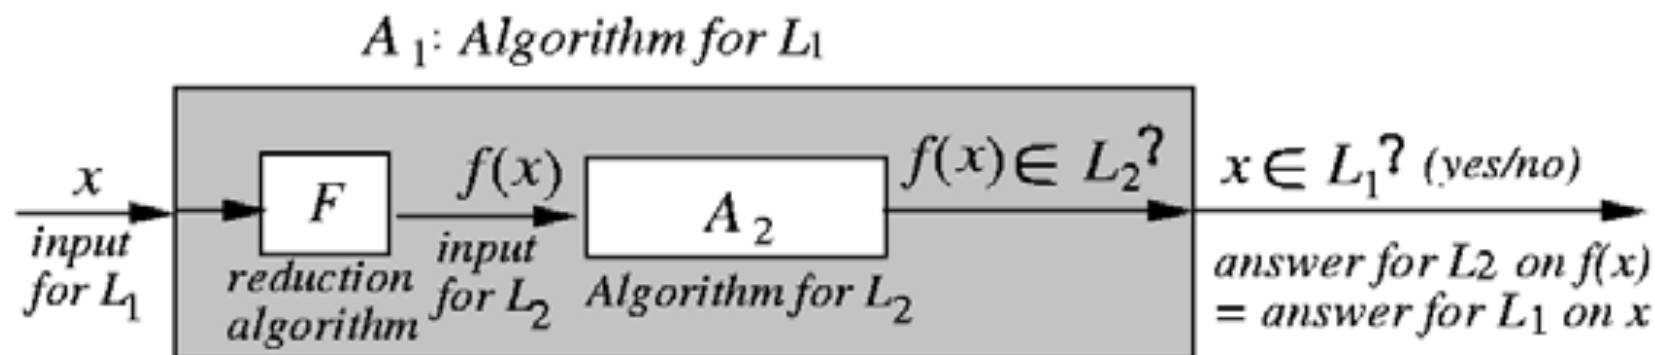 A₁: Algorithm for L₁
x
input
for L₁
F
reduction
algorithm
f(x)
input
for L₂
A₂
Algorithm for L₂
f(x) ∈ L₂?
x ∈ L₁? (yes/no)
answer for L₂ on f(x)
= answer for L₁ on x